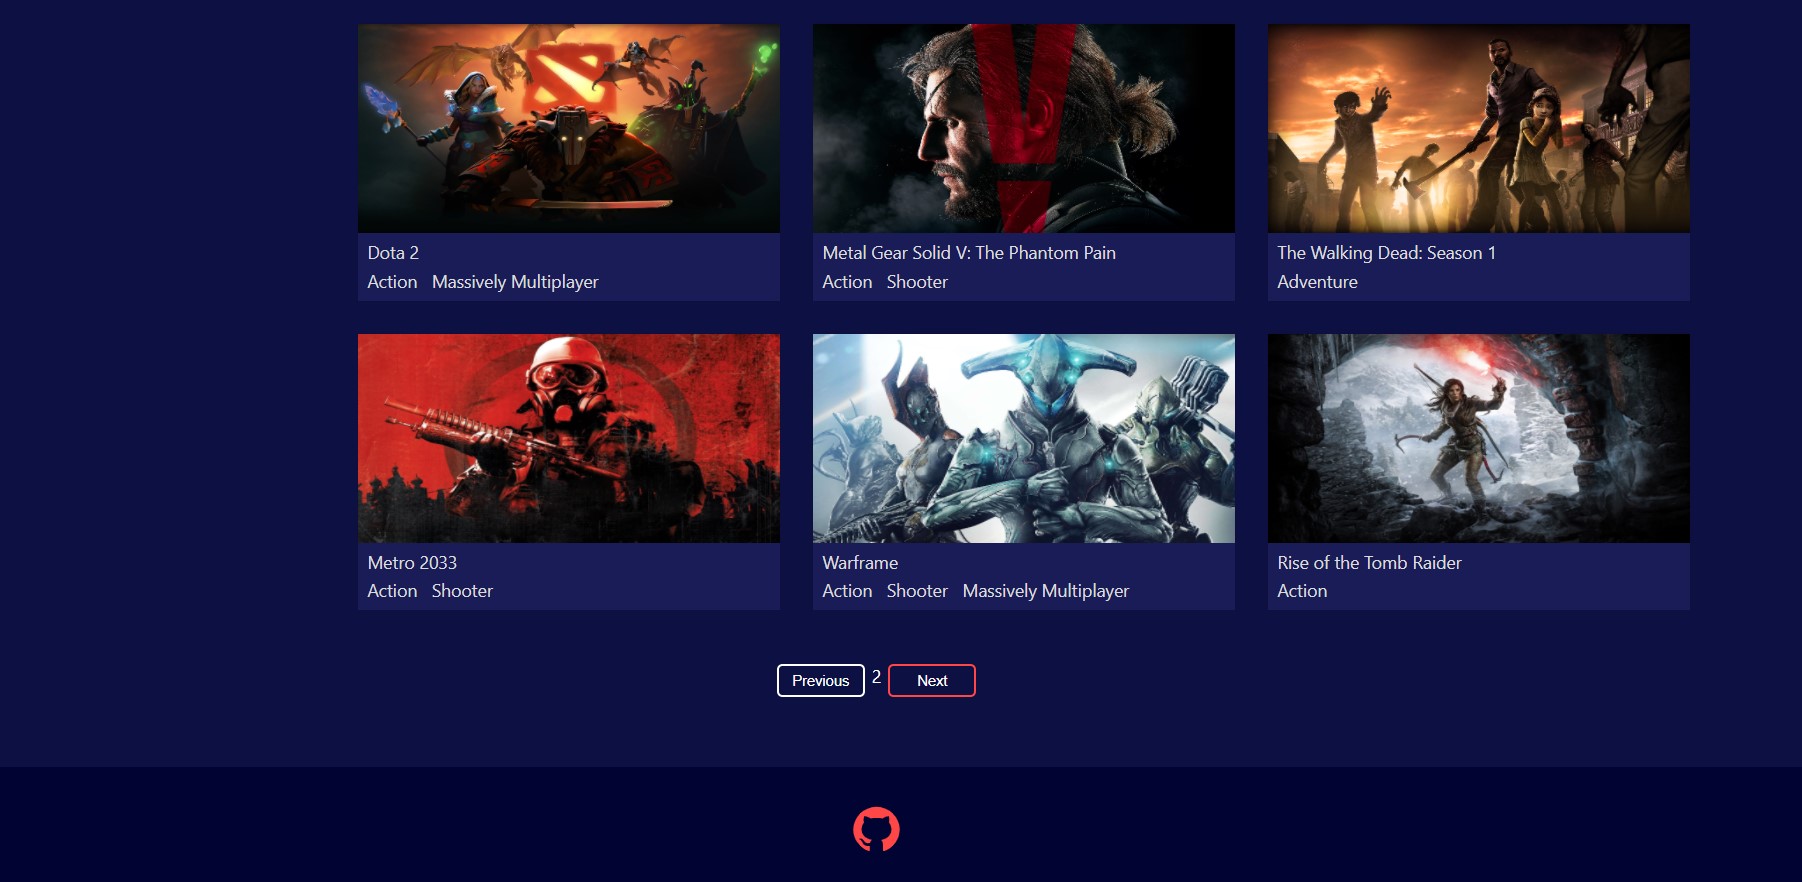 Dota 2
Action Massively Multiplayer
Metal Gear Solid V: The Phantom Pain
Action Shooter
The Walking Dead: Season 1
Adventure
Metro 2033
Action Shooter
Warframe
Action Shooter Massively Multiplayer
Rise of the Tomb Raider
Action
Previous 2 Next